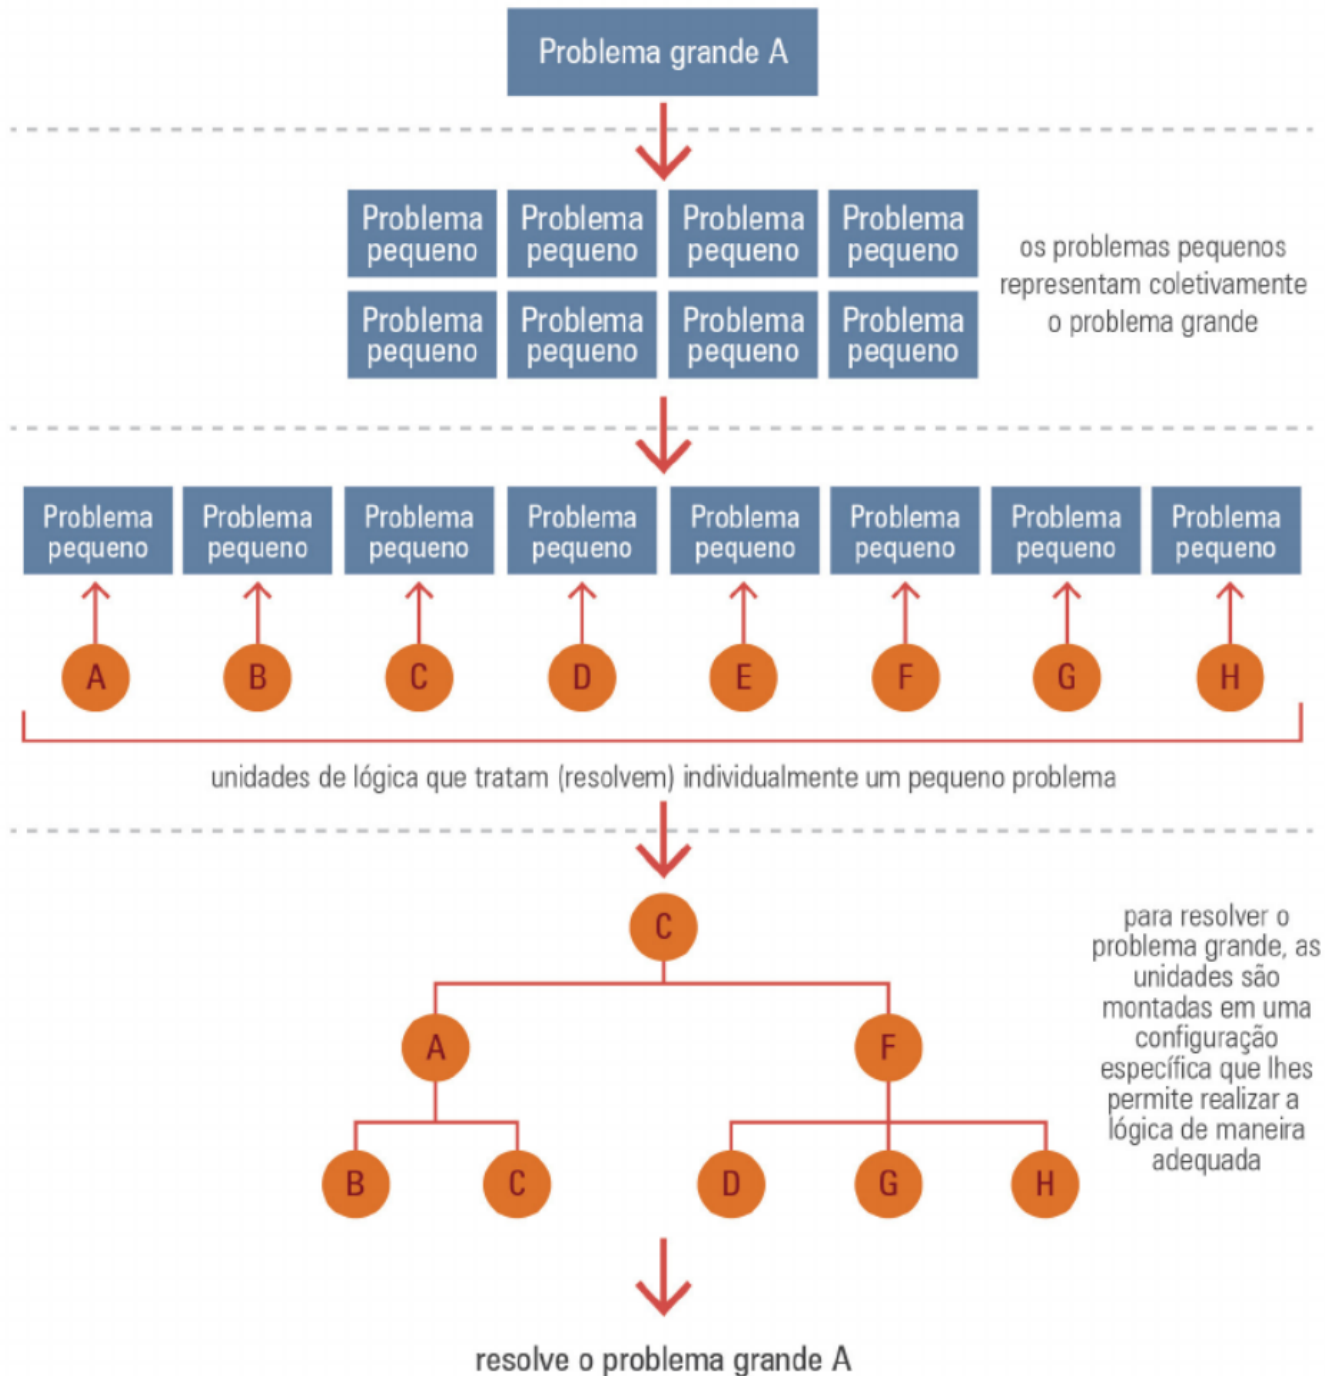 Problema grande A
Problema Problema Problema Problema
pequeno pequeno pequeno pequeno
Problema Problema Problema Problema
pequeno pequeno pequeno pequeno
os problemas pequenos
representam coletivamente
o problema grande
Problema Problema Problema Problema Problema Problema Problema Problema
pequeno pequeno pequeno pequeno pequeno pequeno pequeno pequeno
A B C D E F G H
unidades de lógica que tratam (resolvem) individualmente um pequeno problema
C
A F
B C D G H
para resolver o
problema grande, as
unidades são
montadas em uma
configuração
específica que lhes
permite realizar a
lógica de maneira
adequada
resolve o problema grande A